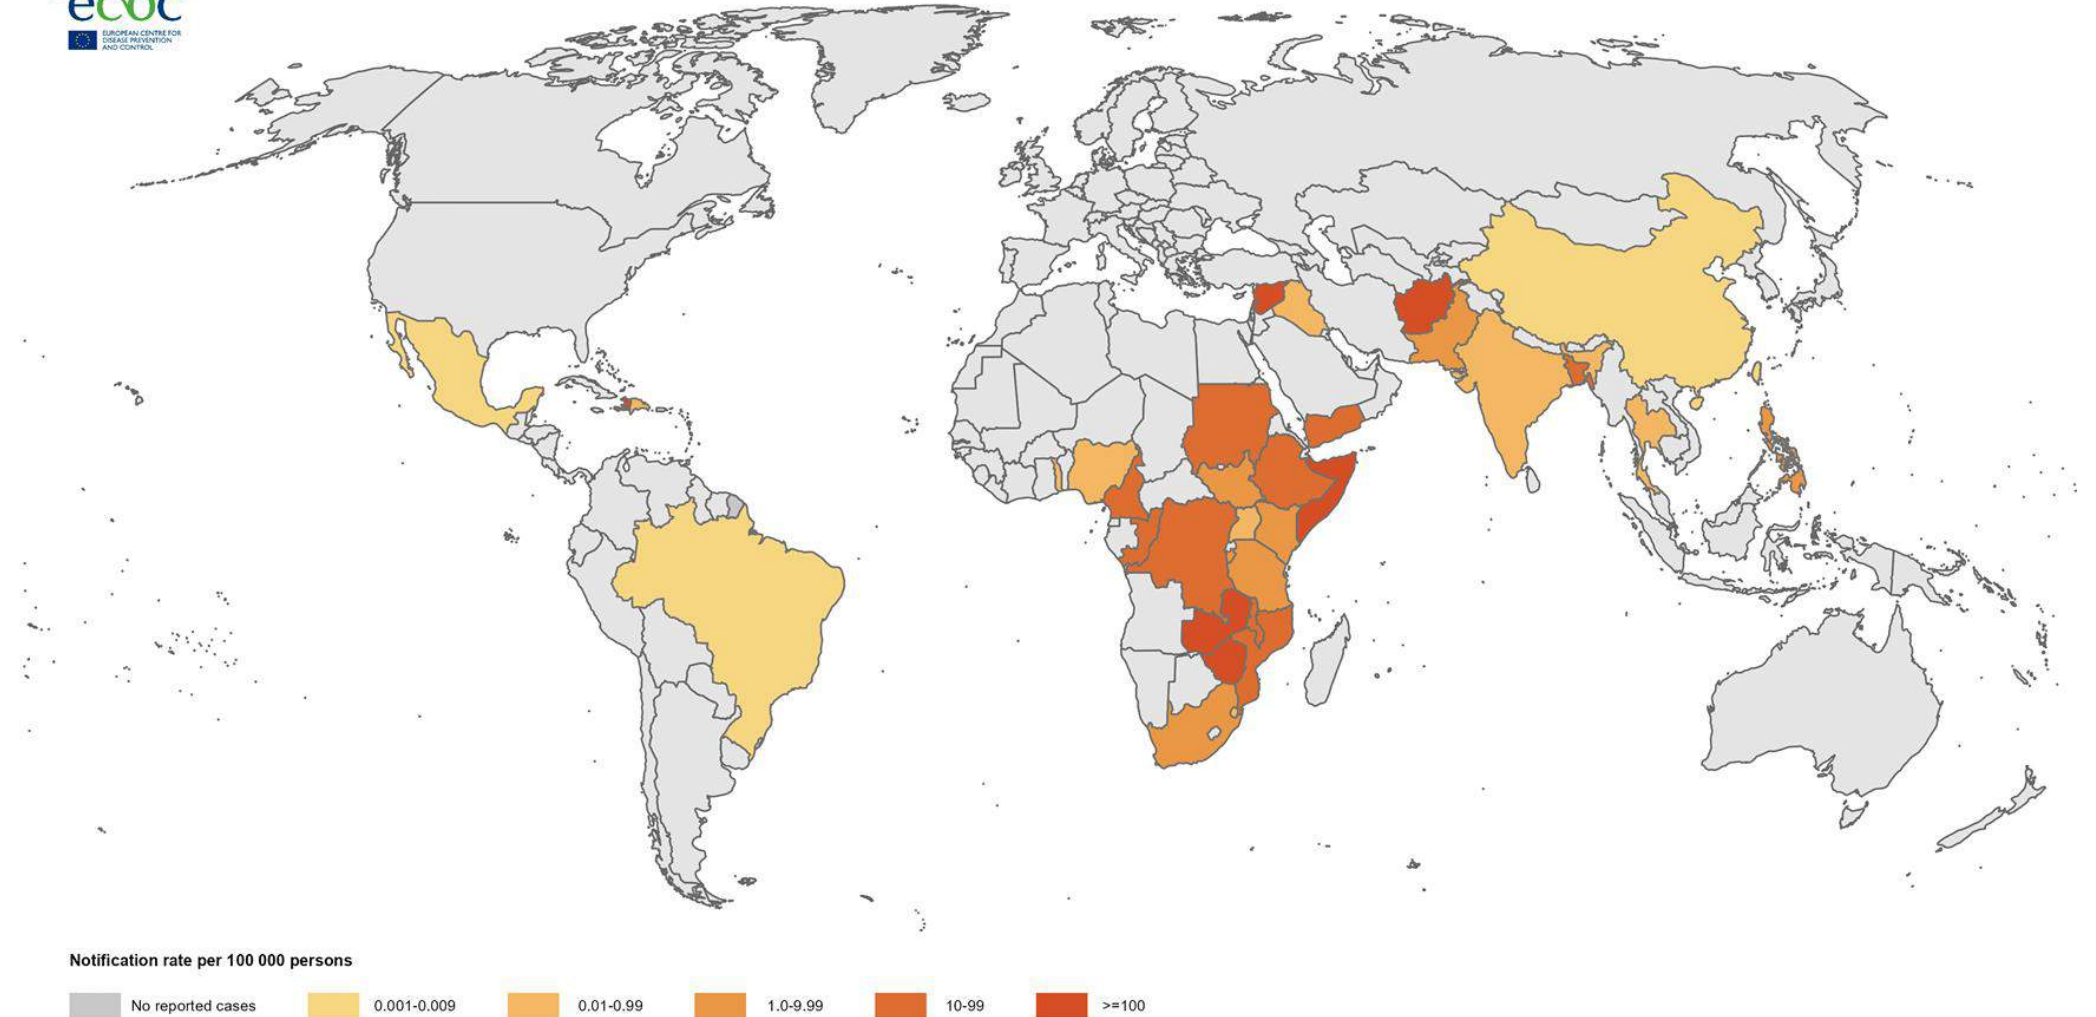 ecdc
EUROPEAN CENTRE FOR
DISEASE PREVENTION
AND CONTROL
Notification rate per 100 000 persons
No reported cases
0.001-0.009
0.01-0.99
1.0-9.99
10-99
>=100